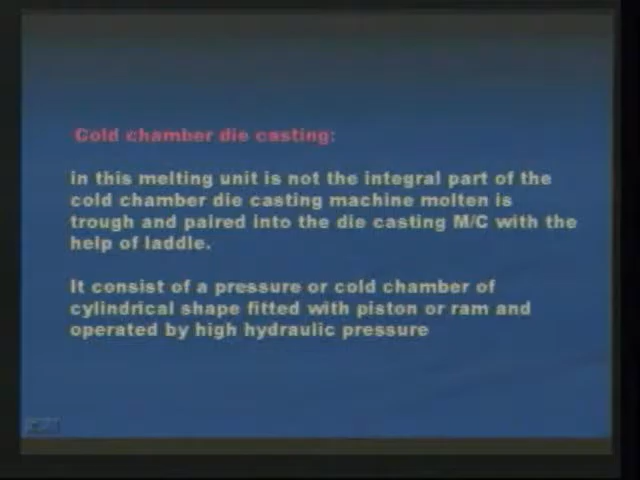 Cold chamber die casting:
in this melting unit is not the integral part of the
cold chamber die casting machine molten is
trough and paired into the die casting M/C with the
help of laddle.
It consist of a pressure or cold chamber of
cylindrical shape fitted with piston or ram and
operated by high hydraulic pressure